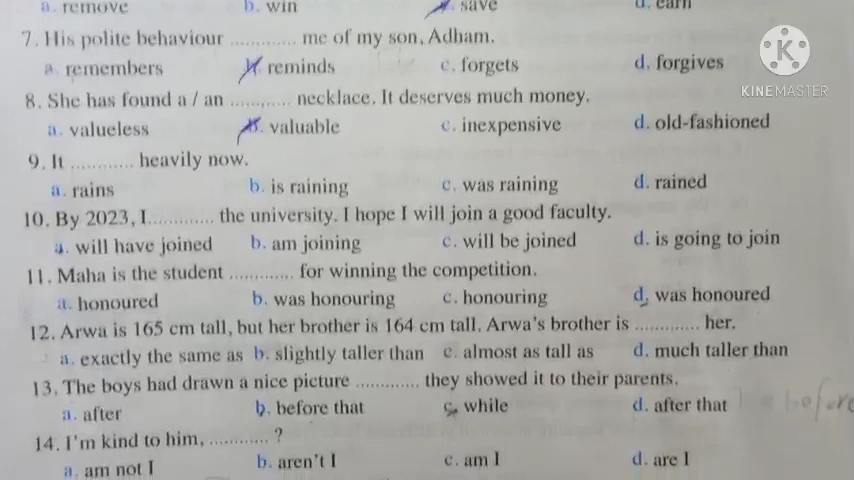 a. remove b. win c. save d. earn
7. His polite behaviour ............ me of my son, Adham.
a. remembers b. reminds c. forgets d. forgives
8. She has found a / an ............ necklace. It deserves much money.
a. valueless b. valuable c. inexpensive d. old-fashioned
9. It ............ heavily now.
a. rains b. is raining c. was raining d. rained
10. By 2023, I............ the university. I hope I will join a good faculty.
a. will have joined b. am joining c. will be joined d. is going to join
11. Maha is the student ............ for winning the competition.
a. honoured b. was honouring c. honouring d. was honoured
12. Arwa is 165 cm tall, but her brother is 164 cm tall. Arwa's brother is ............ her.
a. exactly the same as b. slightly taller than c. almost as tall as d. much taller than
13. The boys had drawn a nice picture ............ they showed it to their parents.
a. after b. before that c. while d. after that before
14. I'm kind to him, ............ ?
a. am not I b. aren't I c. am I d. are I
K
KINEMASTER